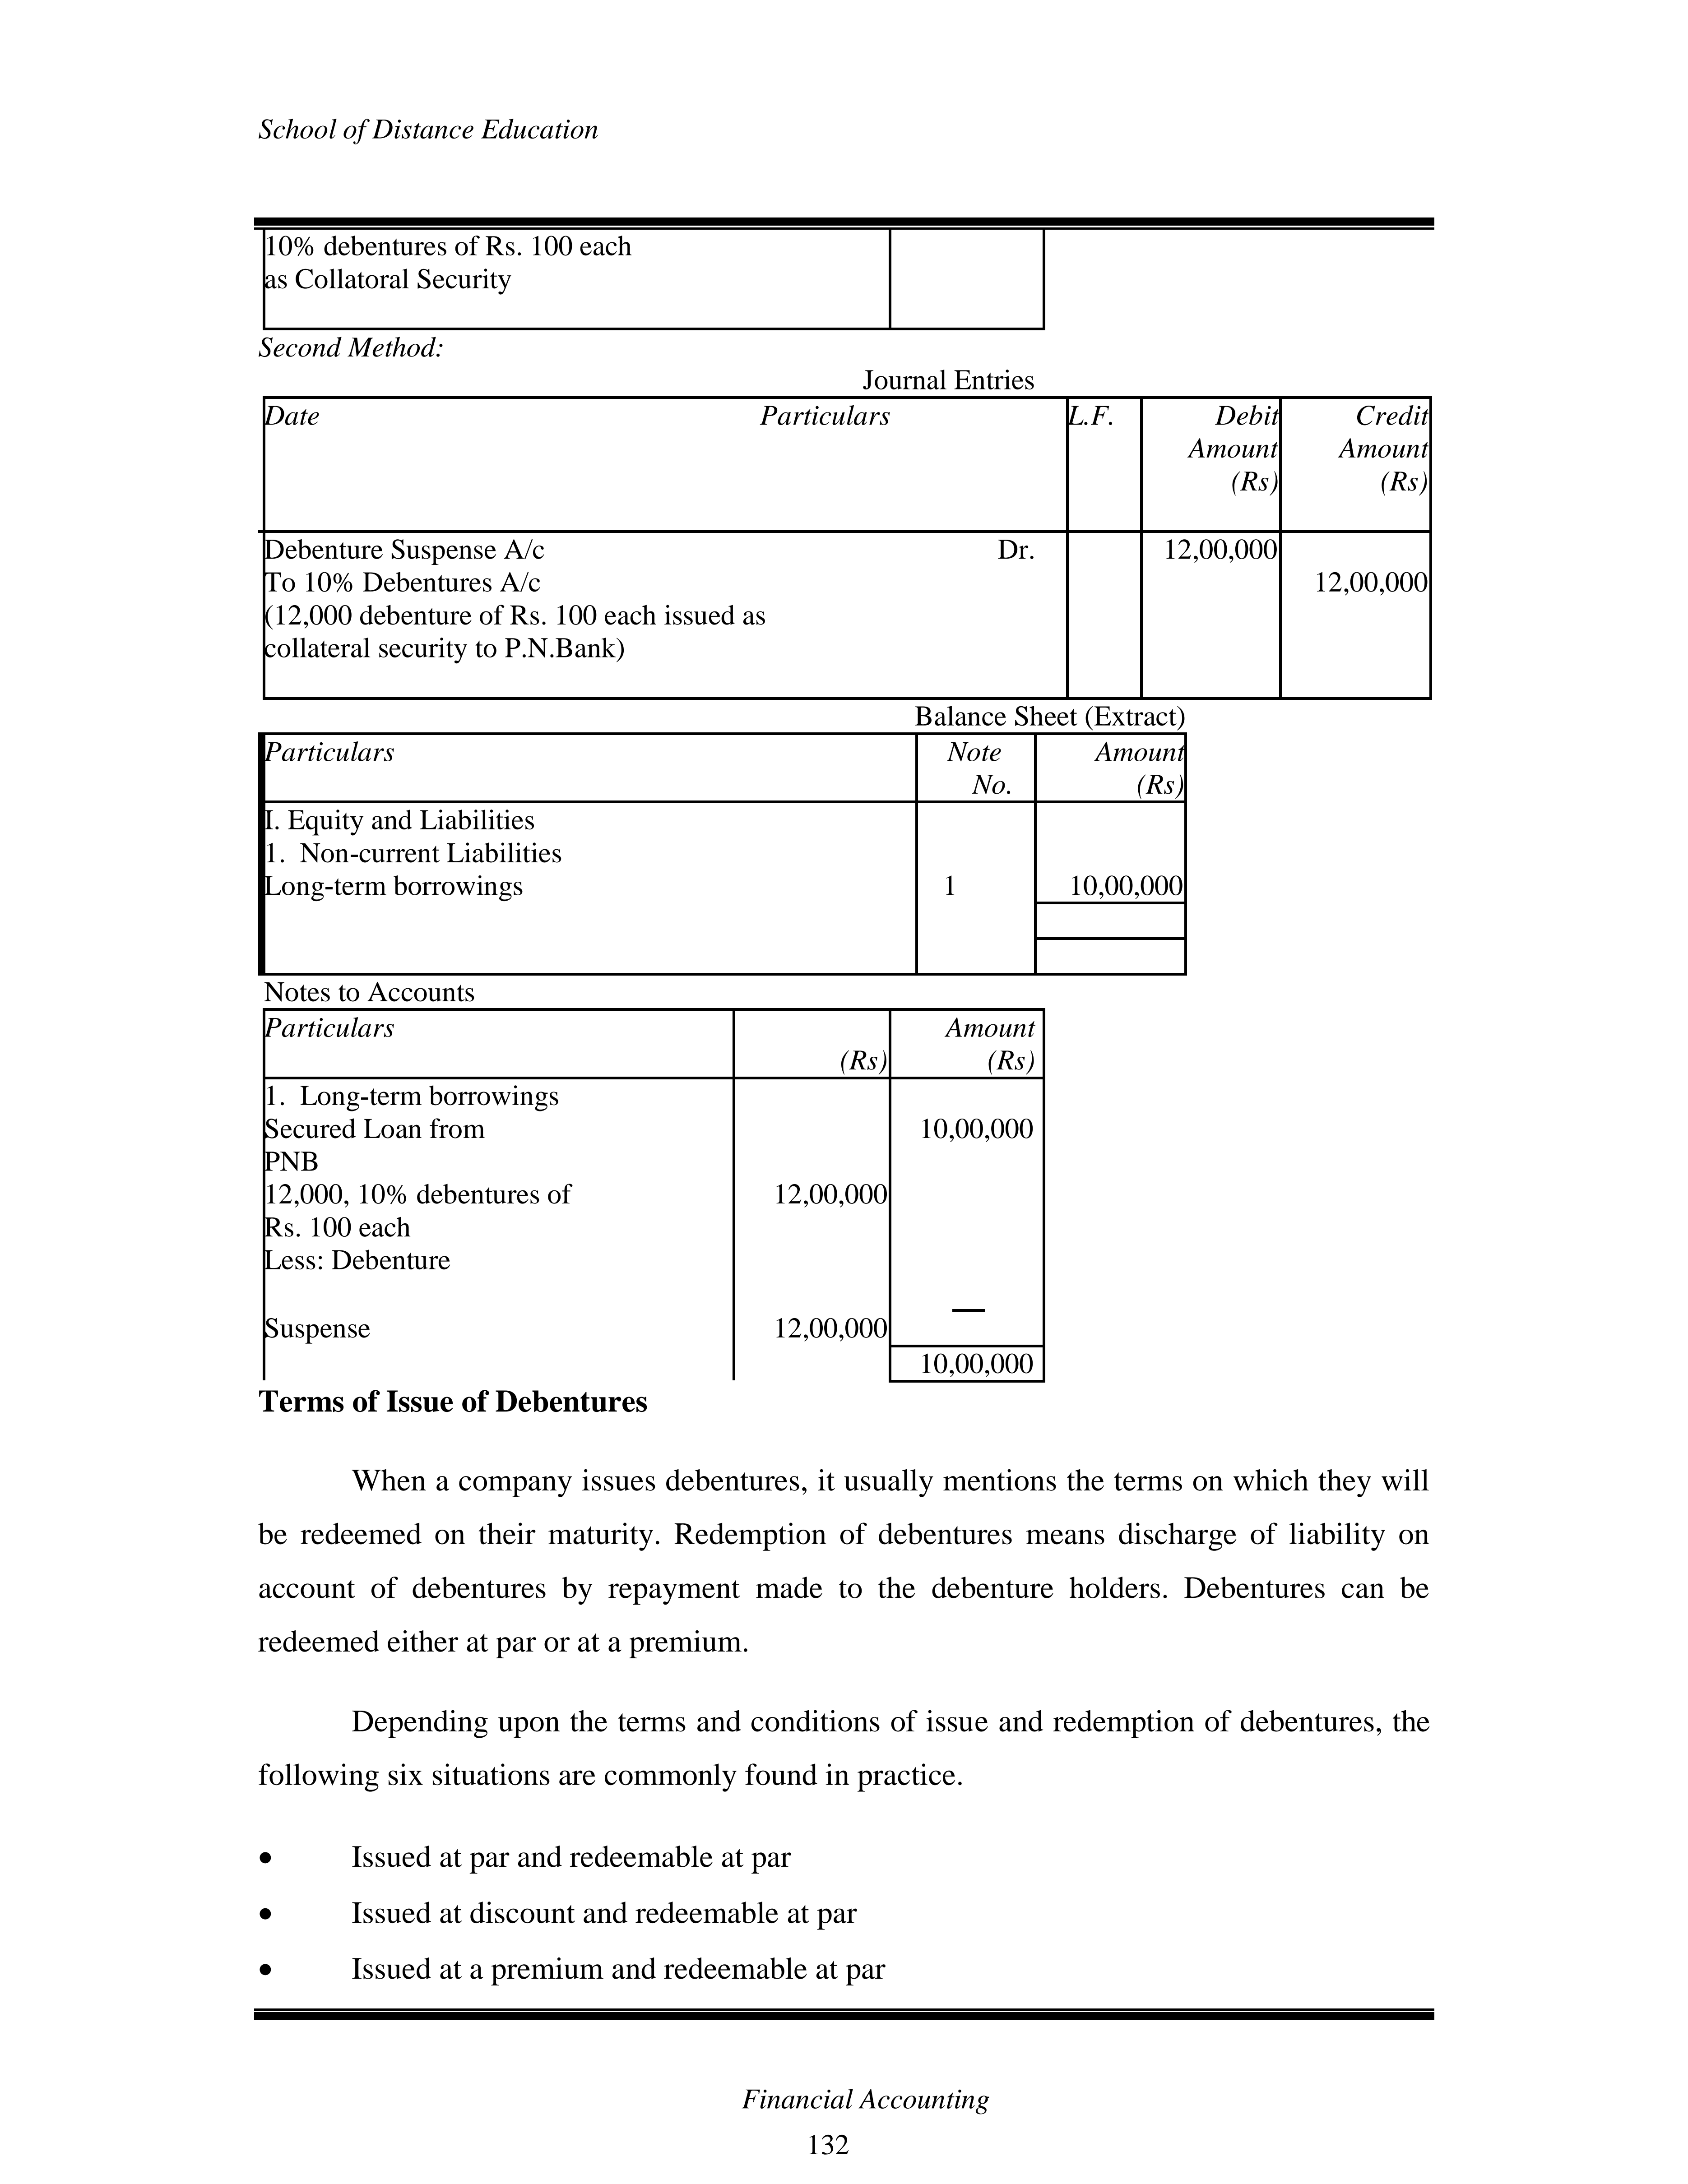 School of Distance Education
10% debentures of Rs. 100 each
as Collatoral Security
Second Method:
Journal Entries
Date Particulars L.F. Debit Credit
Amount Amount
(Rs) (Rs)
Debenture Suspense A/c Dr. 12,00,000
To 10% Debentures A/c 12,00,000
(12,000 debenture of Rs. 100 each issued as
collateral security to P.N.Bank)
Balance Sheet (Extract)
Particulars Note Amount
No. (Rs)
I. Equity and Liabilities
1. Non-current Liabilities
Long-term borrowings 1 10,00,000
Notes to Accounts
Particulars Amount
(Rs) (Rs)
1. Long-term borrowings
Secured Loan from 10,00,000
PNB
12,000, 10% debentures of 12,00,000
Rs. 100 each
Less: Debenture
—
Suspense 12,00,000
10,00,000
Terms of Issue of Debentures
When a company issues debentures, it usually mentions the terms on which they will
be redeemed on their maturity. Redemption of debentures means discharge of liability on
account of debentures by repayment made to the debenture holders. Debentures can be
redeemed either at par or at a premium.
Depending upon the terms and conditions of issue and redemption of debentures, the
following six situations are commonly found in practice.
• Issued at par and redeemable at par
• Issued at discount and redeemable at par
• Issued at a premium and redeemable at par
Financial Accounting
132